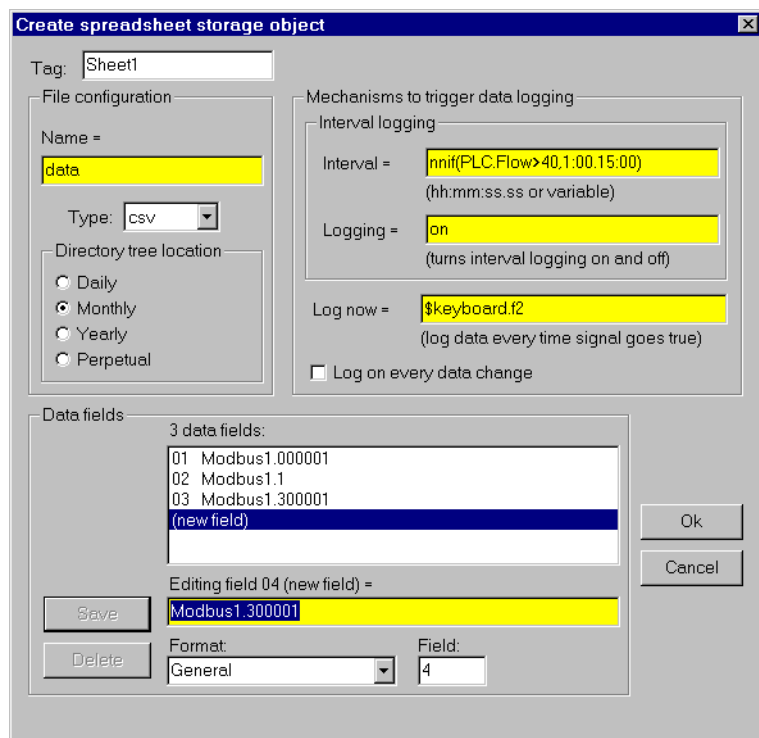 Create spreadsheet storage object
Tag: Sheet1
File configuration
Name =
data
Type: csv
Directory tree location
Daily
Monthly
Yearly
Perpetual
Mechanisms to trigger data logging
Interval logging
Interval = nnif(PLC.Flow>40,1:00.15:00)
(hh:mm:ss.ss or variable)
Logging = on
(turns interval logging on and off)
Log now = $keyboard.f2
(log data every time signal goes true)
Log on every data change
Data fields
3 data fields:
01 Modbus1.000001
02 Modbus1.1
03 Modbus1.300001
(new field)
Ok
Cancel
Editing field 04 (new field) =
Save
Modbus1.300001
Delete
Format: Field:
General 4